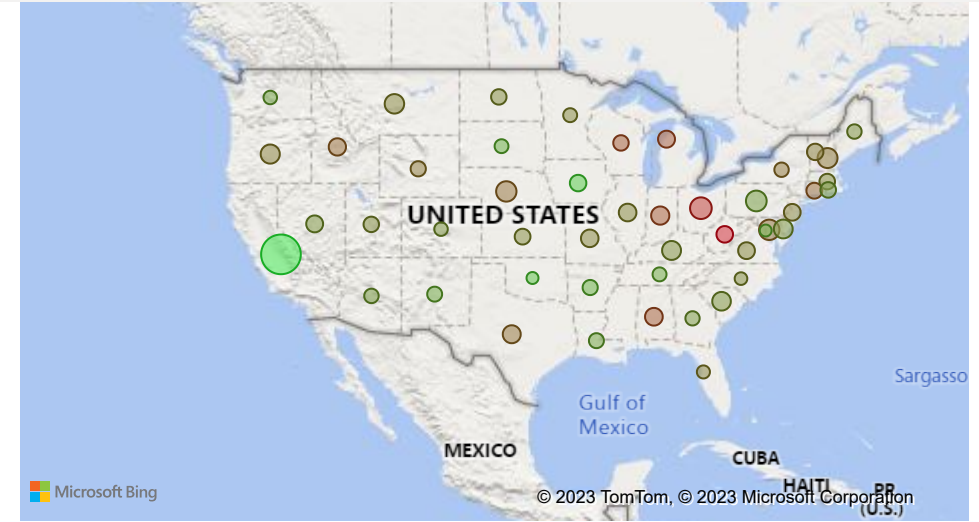 UNITED STATES
Sargasso
Gulf of
Mexico
MEXICO
CUBA
HAITI
PR
(U.S.)
Microsoft Bing
© 2023 TomTom, © 2023 Microsoft Corporation